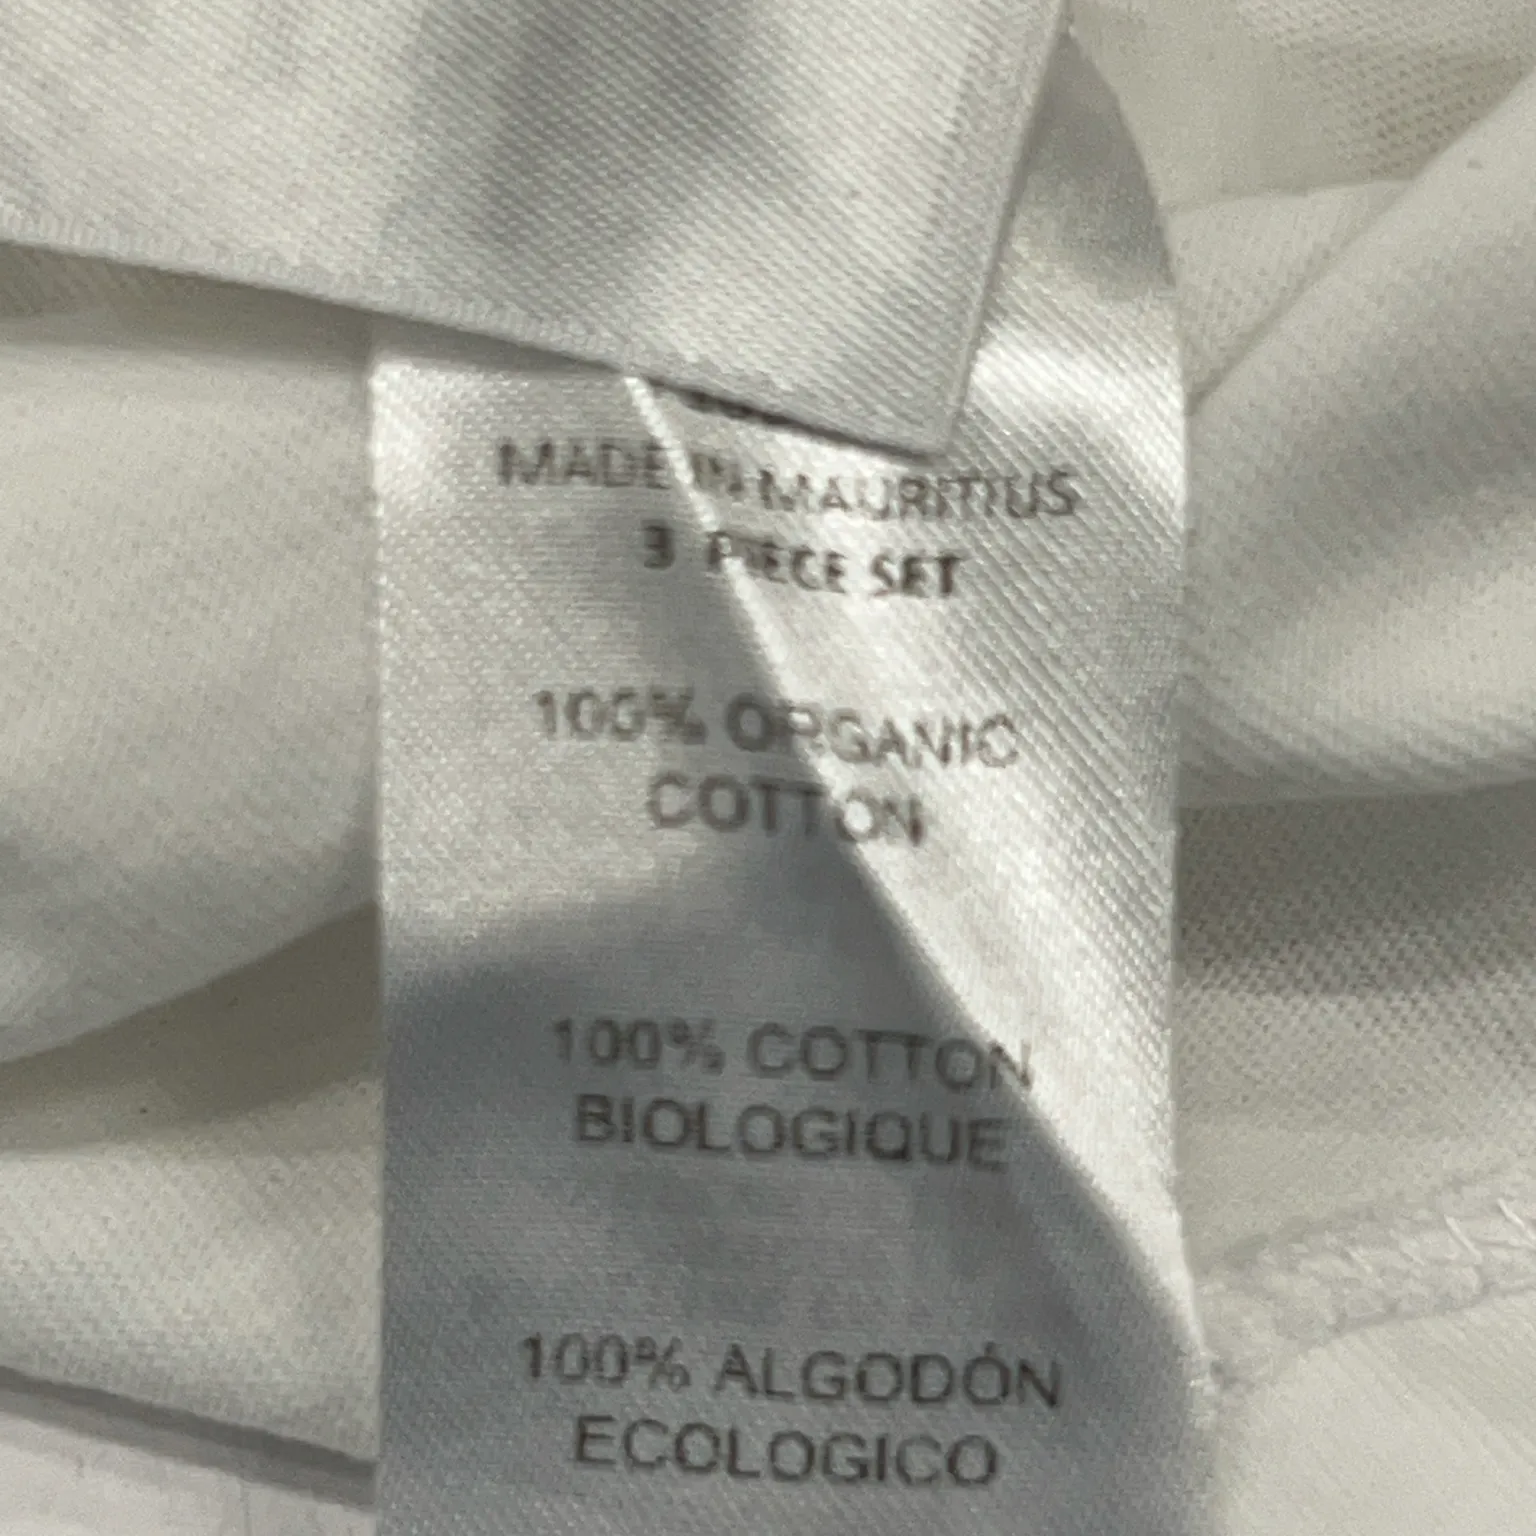 MADE IN MAURITIUS
3 PIECE SET
100% ORGANIC
COTTON
100% COTTON
BIOLOGIQUE
100% ALGODÓN
ECOLOGICO